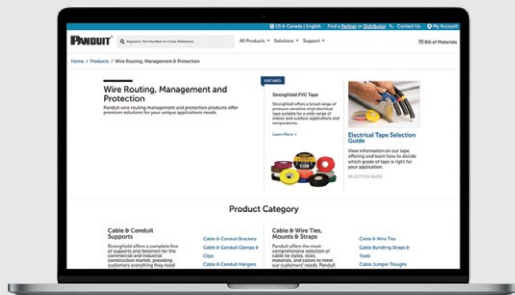 US & Canada | English Find a Partner or Distributor Contact Us My Account
PANDUIT Keyword, Part Number or Cross Reference All Products Solutions Support Bill of Materials
Home / Products / Wire Routing, Management & Protection
Wire Routing, Management and
Protection
Panduit wire routing management and protection products offer
premium solutions for your unique applications needs.
FEATURED
StrongHold PVC Tape
StrongHold offers a broad range of
pressure-sensitive vinyl electrical
tape suitable for a wide range of
indoor and outdoor applications and
temperatures.
Learn More >
Electrical Tape Selection
Guide
View information on our tape
offering and learn how to decide
which grade of tape is right for
your application.
SELECTION GUIDE
Product Category
Cable & Conduit
Supports
StrongHold offers a complete line
of supports and fasteners for the
commercial and industrial
construction market, providing
customers everything they need
Cable & Conduit Brackets
Cable & Conduit Clamps &
Clips
Cable & Conduit Hangers
Cable & Wire Ties,
Mounts & Straps
Panduit offers the most
comprehensive selection of
cable tie styles, sizes,
materials, and colors to meet
our customers' needs. Panduit
Cable & Wire Ties
Cable Bundling Straps &
Tools
Cable Jumper Troughs